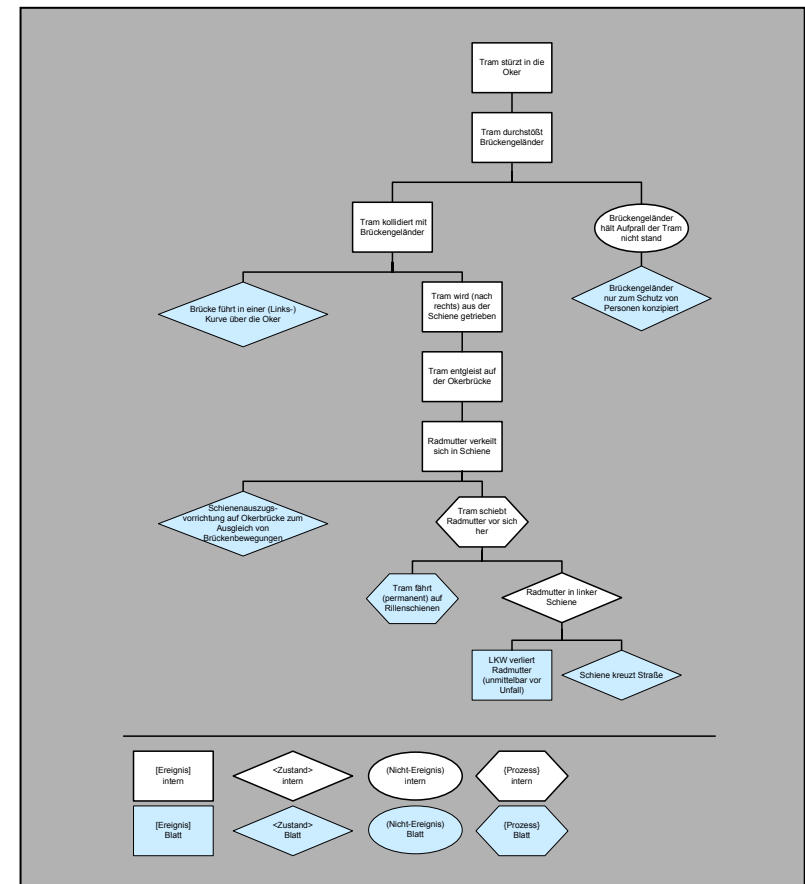 Tram stürzt in die
Oker
Tram durchstößt
Brückengeländer
Tram kollidiert mit
Brückengeländer
Brückengeländer
hält Aufprall der Tram
nicht stand
Brücke führt in einer (Links-)
Kurve über die Oker
Tram wird (nach
rechts) aus der
Schiene getrieben
Brückengeländer
nur zum Schutz von
Personen konzipiert
Tram entgleist auf
der Okerbrücke
Radmutter verkeilt
sich in Schiene
Schienenauszugs-
vorrichtung auf Okerbrücke zum
Ausgleich von
Brückenbewegungen
Tram schiebt
Radmutter vor sich
her
Tram fährt
(permanent) auf
Rillenschienen
Radmutter in linker
Schiene
LKW verliert
Radmutter
(unmittelbar vor
Unfall)
Schiene kreuzt Straße
[Ereignis]
intern
<Zustand>
intern
(Nicht-Ereignis)
intern
{Prozess}
intern
[Ereignis]
Blatt
<Zustand>
Blatt
(Nicht-Ereignis)
Blatt
{Prozess}
Blatt